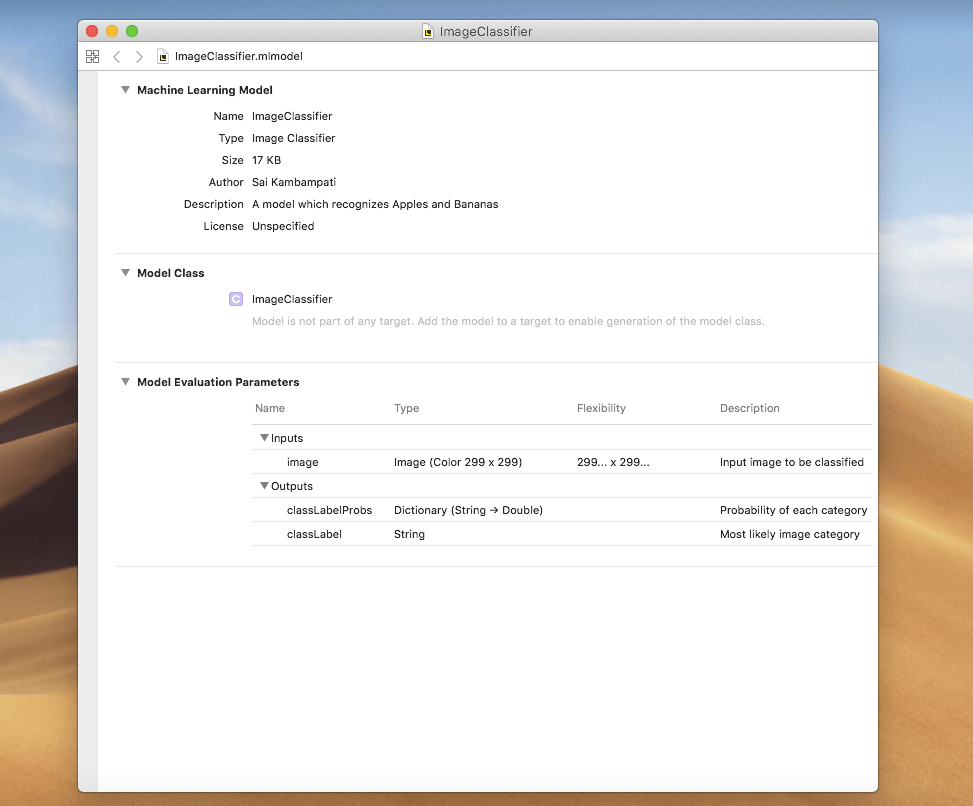 ImageClassifier
ImageClassifier.mlmodel
Machine Learning Model
Name ImageClassifier
Type Image Classifier
Size 17 KB
Author Sai Kambampati
Description A model which recognizes Apples and Bananas
License Unspecified
Model Class
C ImageClassifier
Model is not part of any target. Add the model to a target to enable generation of the model class.
Model Evaluation Parameters
Name Type Flexibility Description
Inputs
image Image (Color 299 x 299) 299... x 299... Input image to be classified
Outputs
classLabelProbs Dictionary (String → Double) Probability of each category
classLabel String Most likely image category